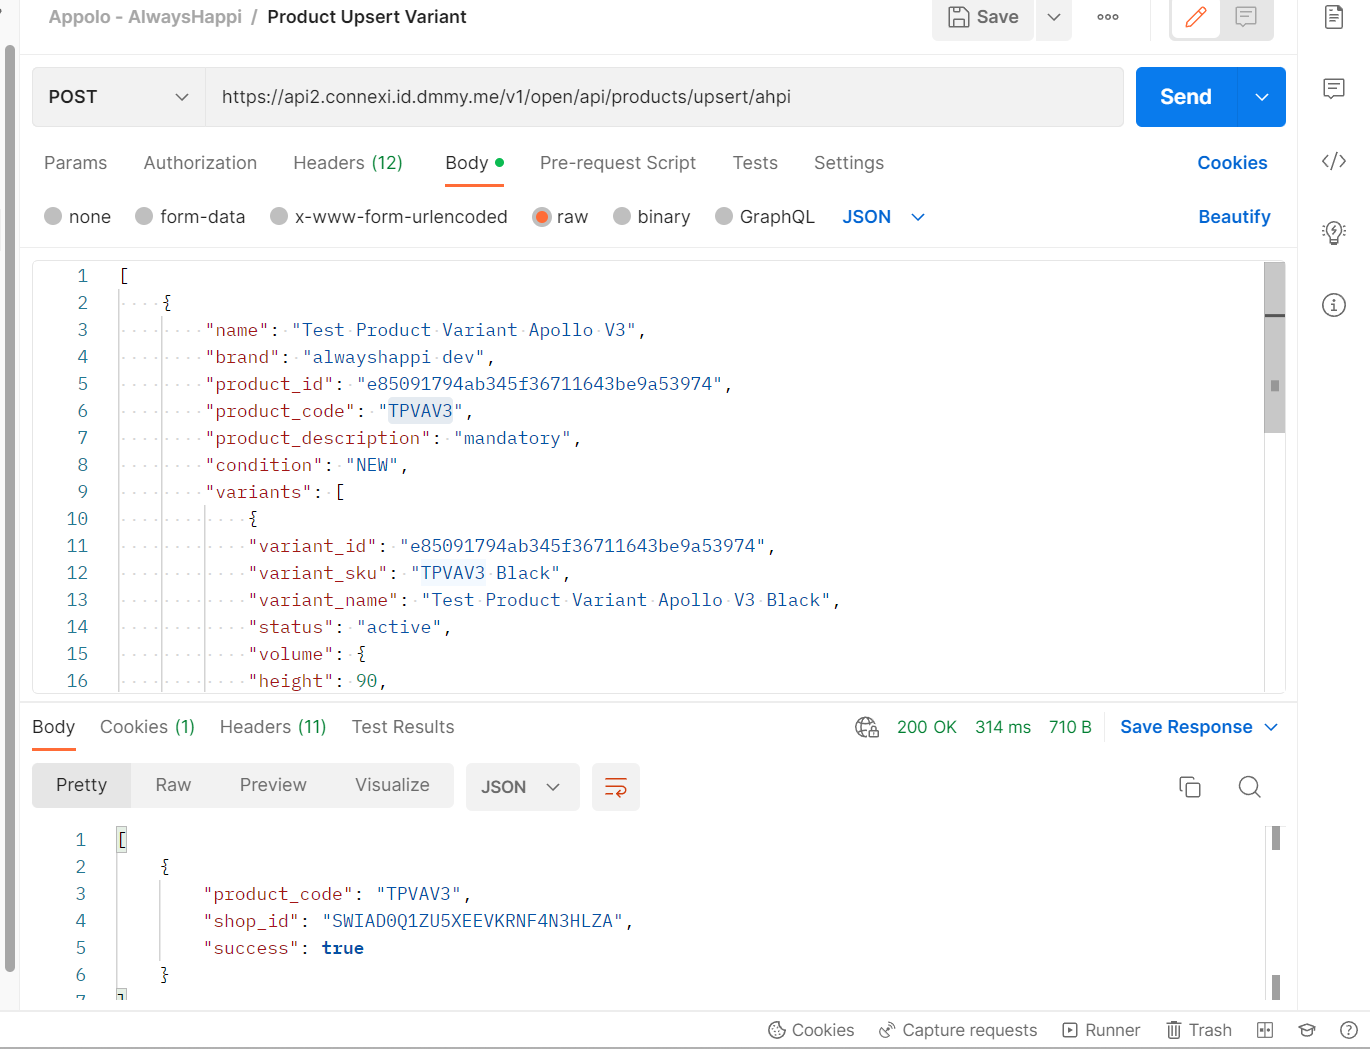 Appolo - AlwaysHappi / Product Upsert Variant
Save
POST
https://api2.connexi.id.dmmy.me/v1/open/api/products/upsert/ahpi
Send
Params Authorization Headers (12) Body Pre-request Script Tests Settings Cookies
none form-data x-www-form-urlencoded raw binary GraphQL JSON Beautify
1 [
2 {
3 "name": "Test Product Variant Apollo V3",
4 "brand": "alwayshappi dev",
5 "product_id": "e85091794ab345f36711643be9a53974",
6 "product_code": "TPVAV3",
7 "product_description": "mandatory",
8 "condition": "NEW",
9 "variants": [
10 {
11 "variant_id": "e85091794ab345f36711643be9a53974",
12 "variant_sku": "TPVAV3 Black",
13 "variant_name": "Test Product Variant Apollo V3 Black",
14 "status": "active",
15 "volume": {
16 "height": 90,
Body Cookies (1) Headers (11) Test Results 200 OK 314 ms 710 B Save Response
Pretty Raw Preview Visualize JSON
1 [
2 {
3 "product_code": "TPVAV3",
4 "shop_id": "SWIAD0Q1ZU5XEEVKRNF4N3HLZA",
5 "success": true
6 }
7 ]
Cookies Capture requests Runner Trash